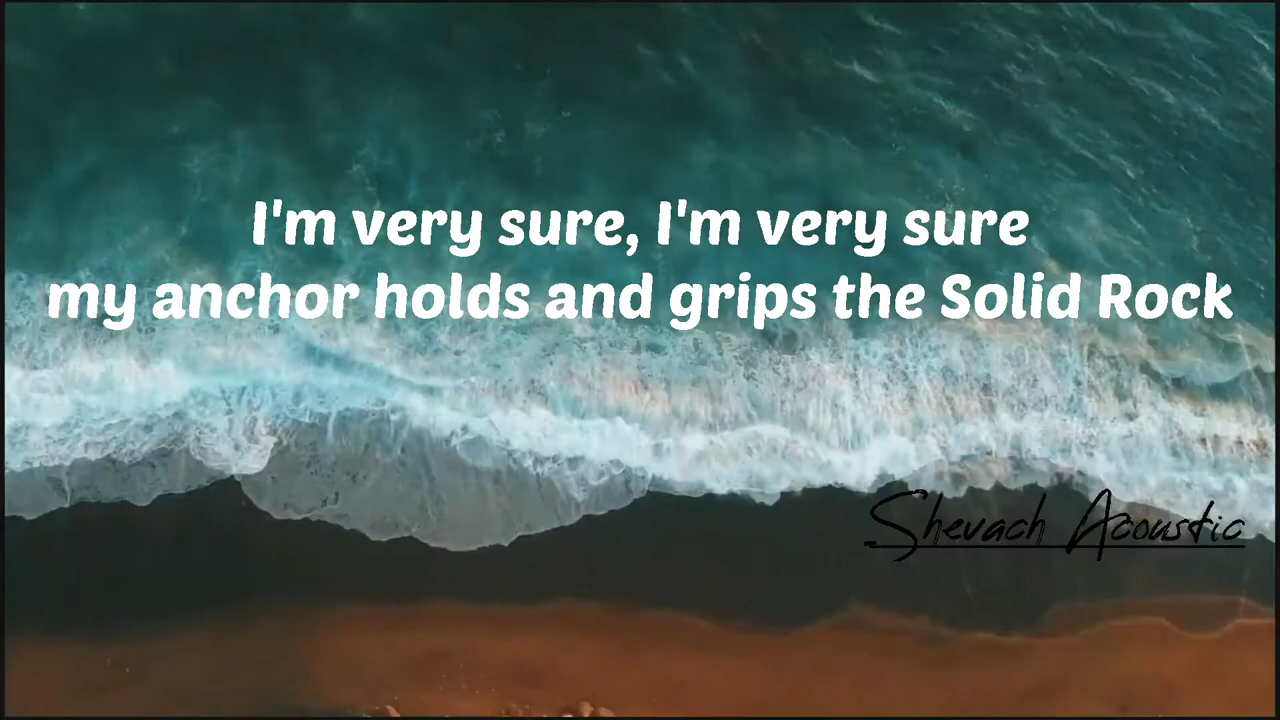 I'm very sure, I'm very sure
my anchor holds and grips the Solid Rock
Shevach Acoustic